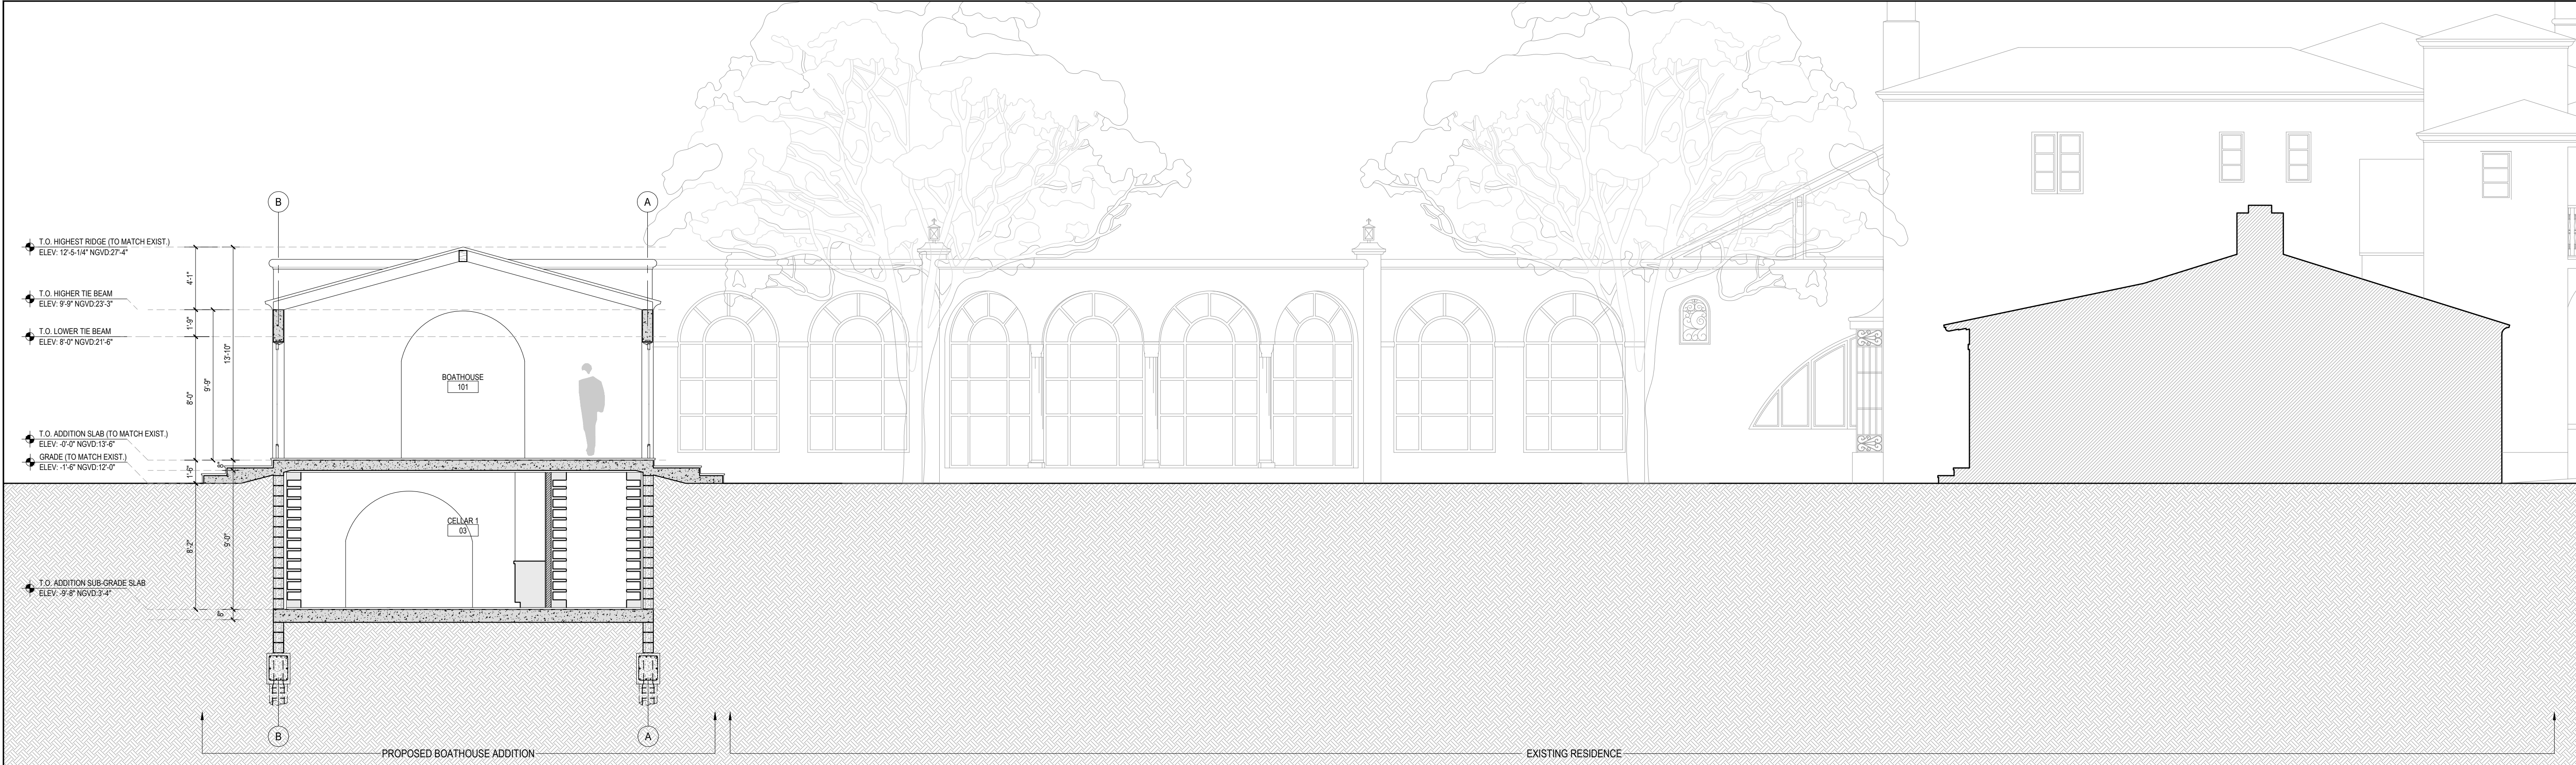 B
A
T.O. HIGHEST RIDGE (TO MATCH EXIST.)
ELEV: 12'-5-1/4" NGVD:27'-4"
4'-1"
T.O. HIGHER TIE BEAM
ELEV: 9'-9" NGVD:23'-3"
1'-9"
T.O. LOWER TIE BEAM
ELEV: 8'-0" NGVD:21'-6"
13'-10"
9'-9"
8'-0"
BOATHOUSE
101
T.O. ADDITION SLAB (TO MATCH EXIST.)
ELEV: -0'-0" NGVD:13'-6"
GRADE (TO MATCH EXIST.)
ELEV: -1'-6" NGVD:12'-0"
1'-6"
8"
CELLAR 1
03
8'-2"
9'-0"
T.O. ADDITION SUB-GRADE SLAB
ELEV: -9'-8" NGVD:3'-4"
8"
B
A
PROPOSED BOATHOUSE ADDITION
EXISTING RESIDENCE